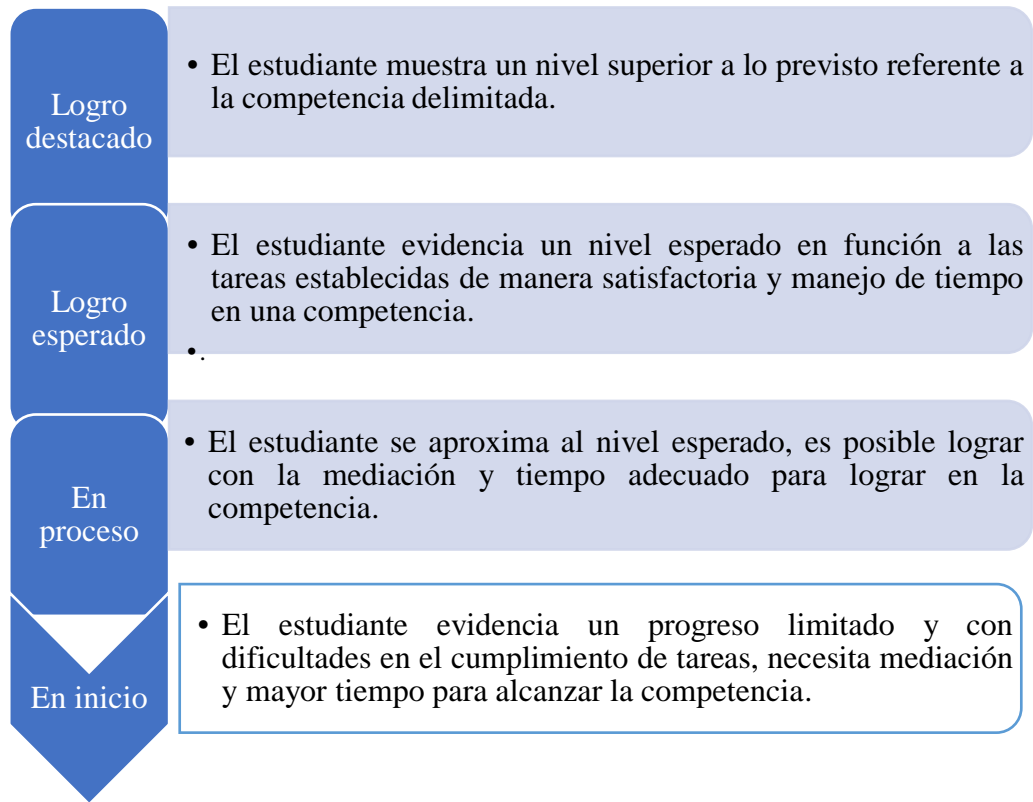 Logro
destacado
• El estudiante muestra un nivel superior a lo previsto referente a
la competencia delimitada.
Logro
esperado
• El estudiante evidencia un nivel esperado en función a las
tareas establecidas de manera satisfactoria y manejo de tiempo
en una competencia.
• .
En
proceso
• El estudiante se aproxima al nivel esperado, es posible lograr
con la mediación y tiempo adecuado para lograr en la
competencia.
En inicio
• El estudiante evidencia un progreso limitado y con
dificultades en el cumplimiento de tareas, necesita mediación
y mayor tiempo para alcanzar la competencia.